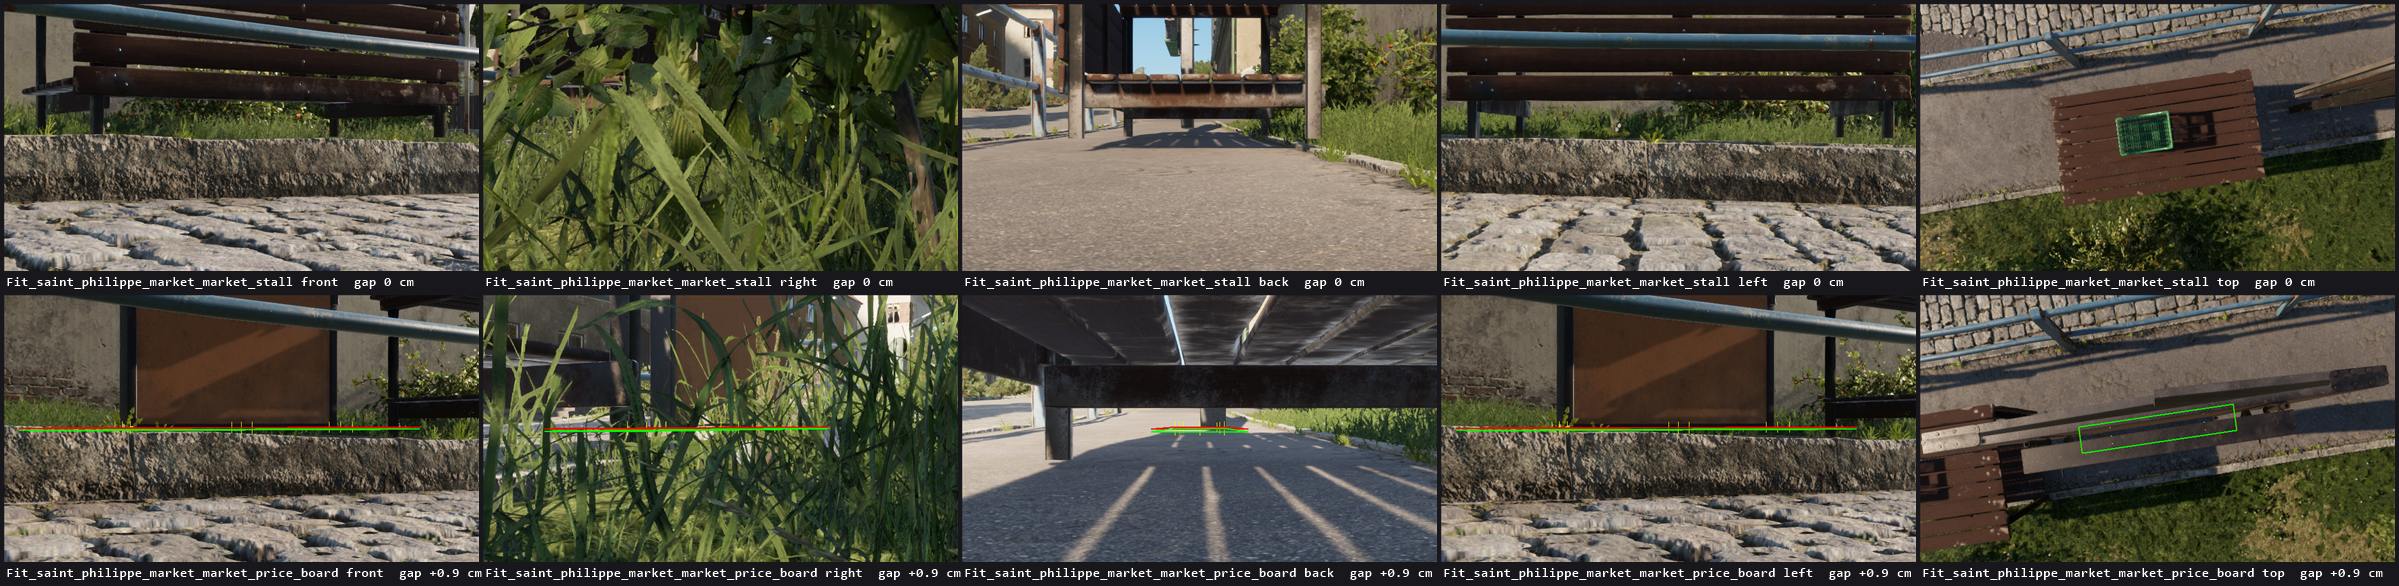 Fit_saint_philippe_market_market_stall front  gap 0 cm
Fit_saint_philippe_market_market_stall right  gap 0 cm
Fit_saint_philippe_market_market_stall back  gap 0 cm
Fit_saint_philippe_market_market_stall left  gap 0 cm
Fit_saint_philippe_market_market_stall top  gap 0 cm
Fit_saint_philippe_market_market_price_board front  gap +0.9 cm
Fit_saint_philippe_market_market_price_board right  gap +0.9 cm
Fit_saint_philippe_market_market_price_board back  gap +0.9 cm
Fit_saint_philippe_market_market_price_board left  gap +0.9 cm
Fit_saint_philippe_market_market_price_board top  gap +0.9 cm